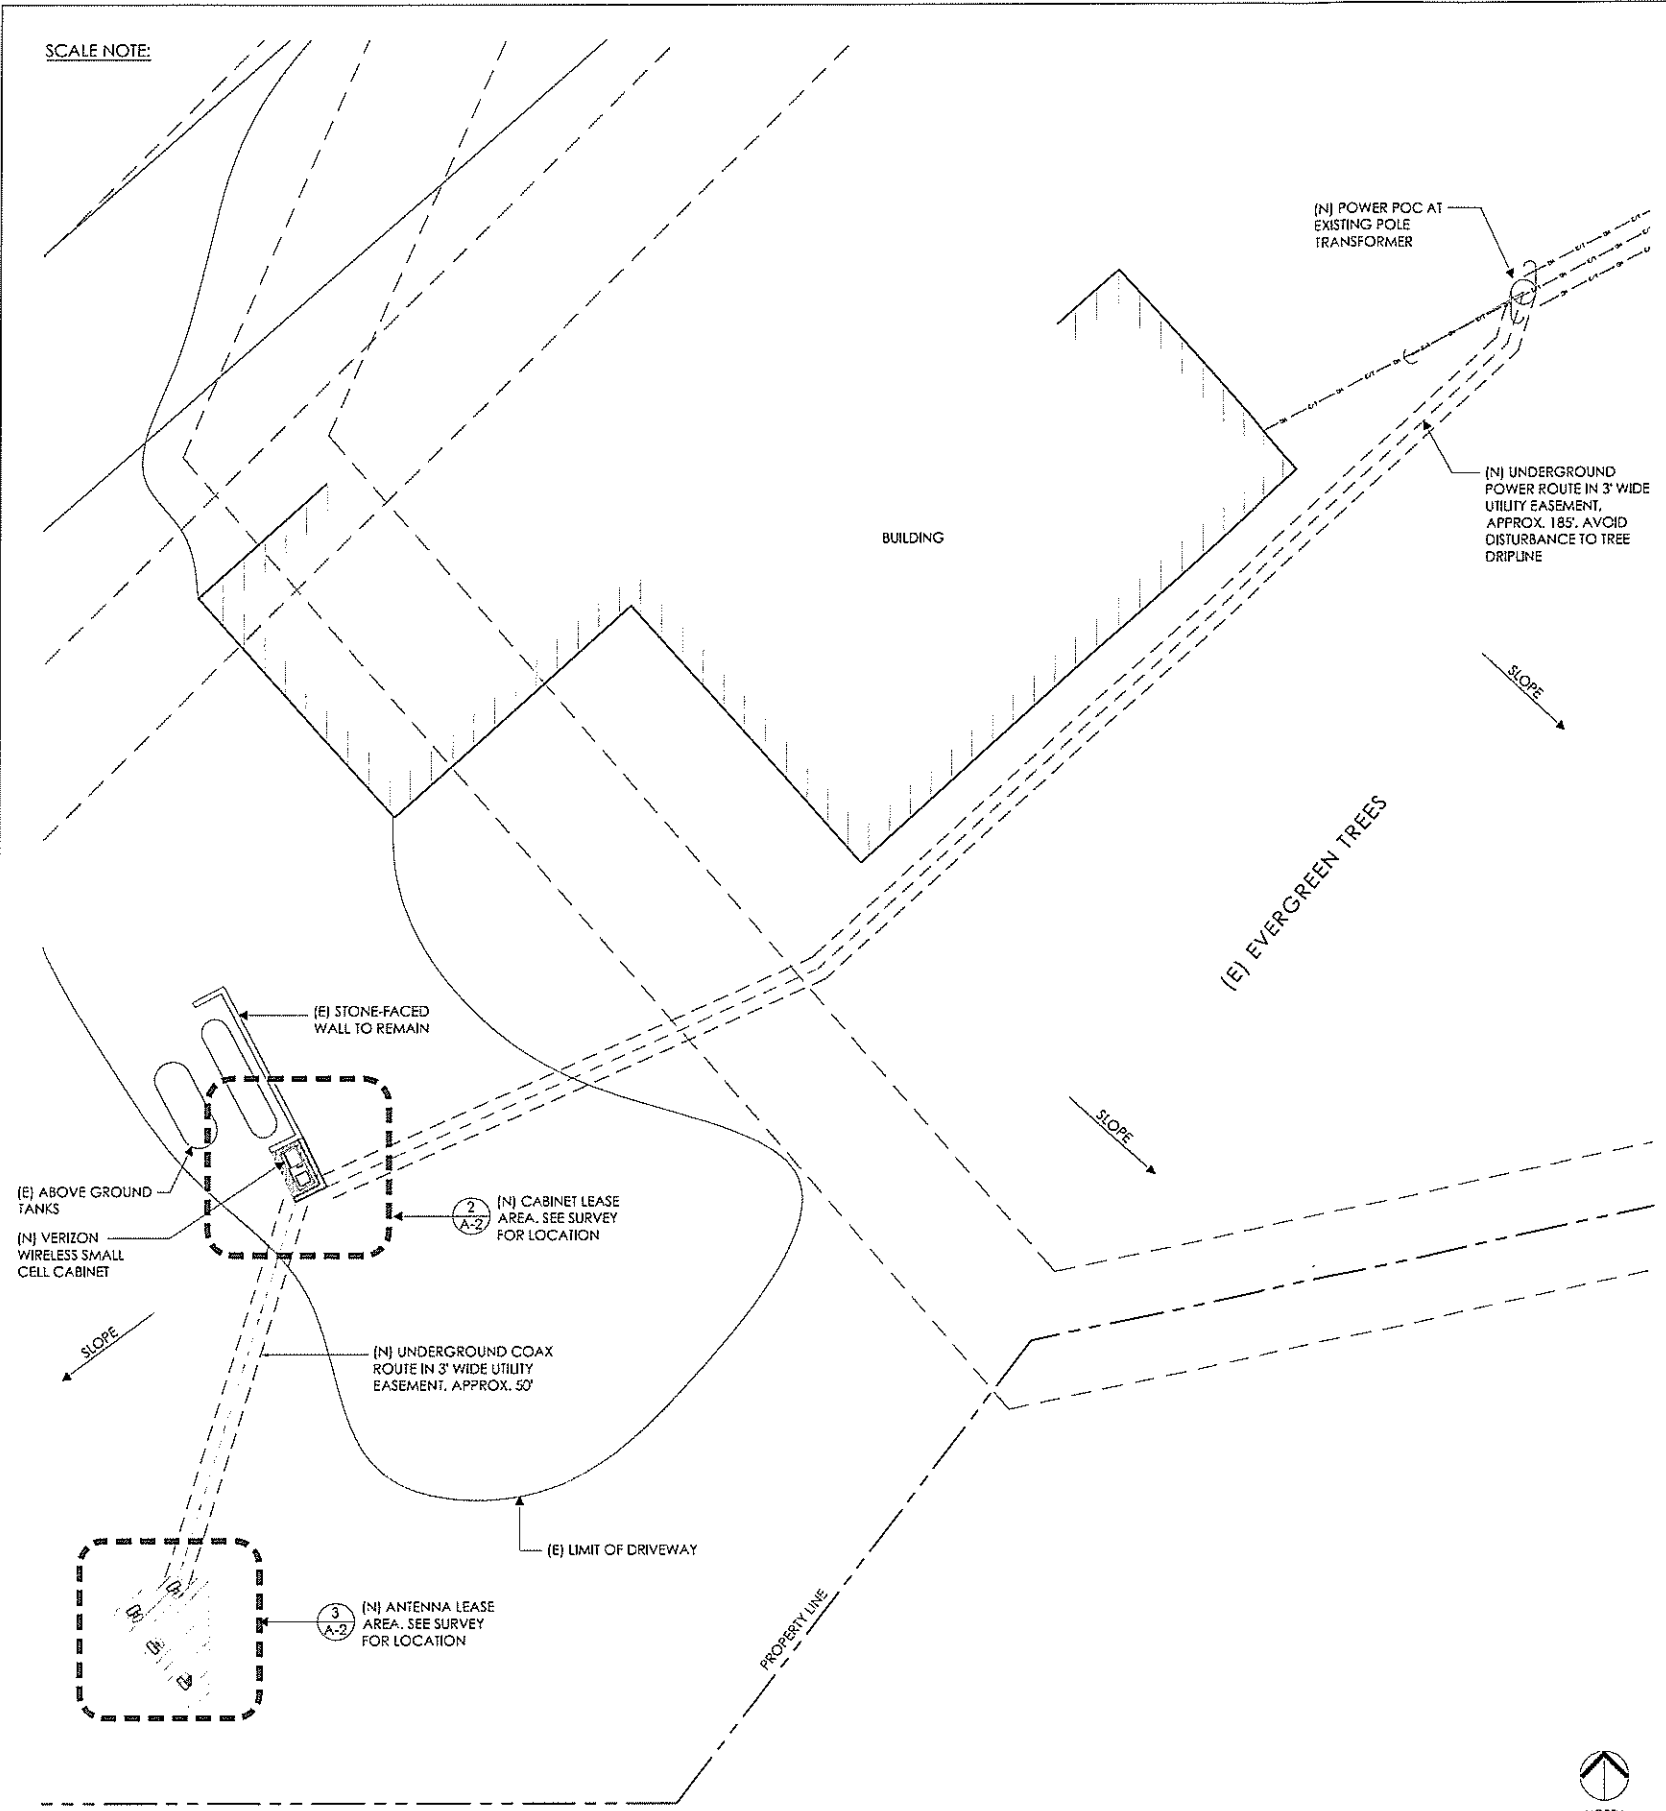 SCALE NOTE:
(N) POWER POC AT
EXISTING POLE
TRANSFORMER
(N) UNDERGROUND
POWER ROUTE IN 3' WIDE
UTILITY EASEMENT,
APPROX. 185'. AVOID
DISTURBANCE TO TREE
DRIPLINE
BUILDING
SLOPE
(E) EVERGREEN TREES
(E) STONE-FACED
WALL TO REMAIN
SLOPE
(E) ABOVE GROUND
TANKS
2
A-2
(N) CABINET LEASE
AREA. SEE SURVEY
FOR LOCATION
(N) VERIZON
WIRELESS SMALL
CELL CABINET
SLOPE
(N) UNDERGROUND COAX
ROUTE IN 3' WIDE UTILITY
EASEMENT. APPROX. 50'
(E) LIMIT OF DRIVEWAY
3
A-2
(N) ANTENNA LEASE
AREA. SEE SURVEY
FOR LOCATION
PROPERTY LINE